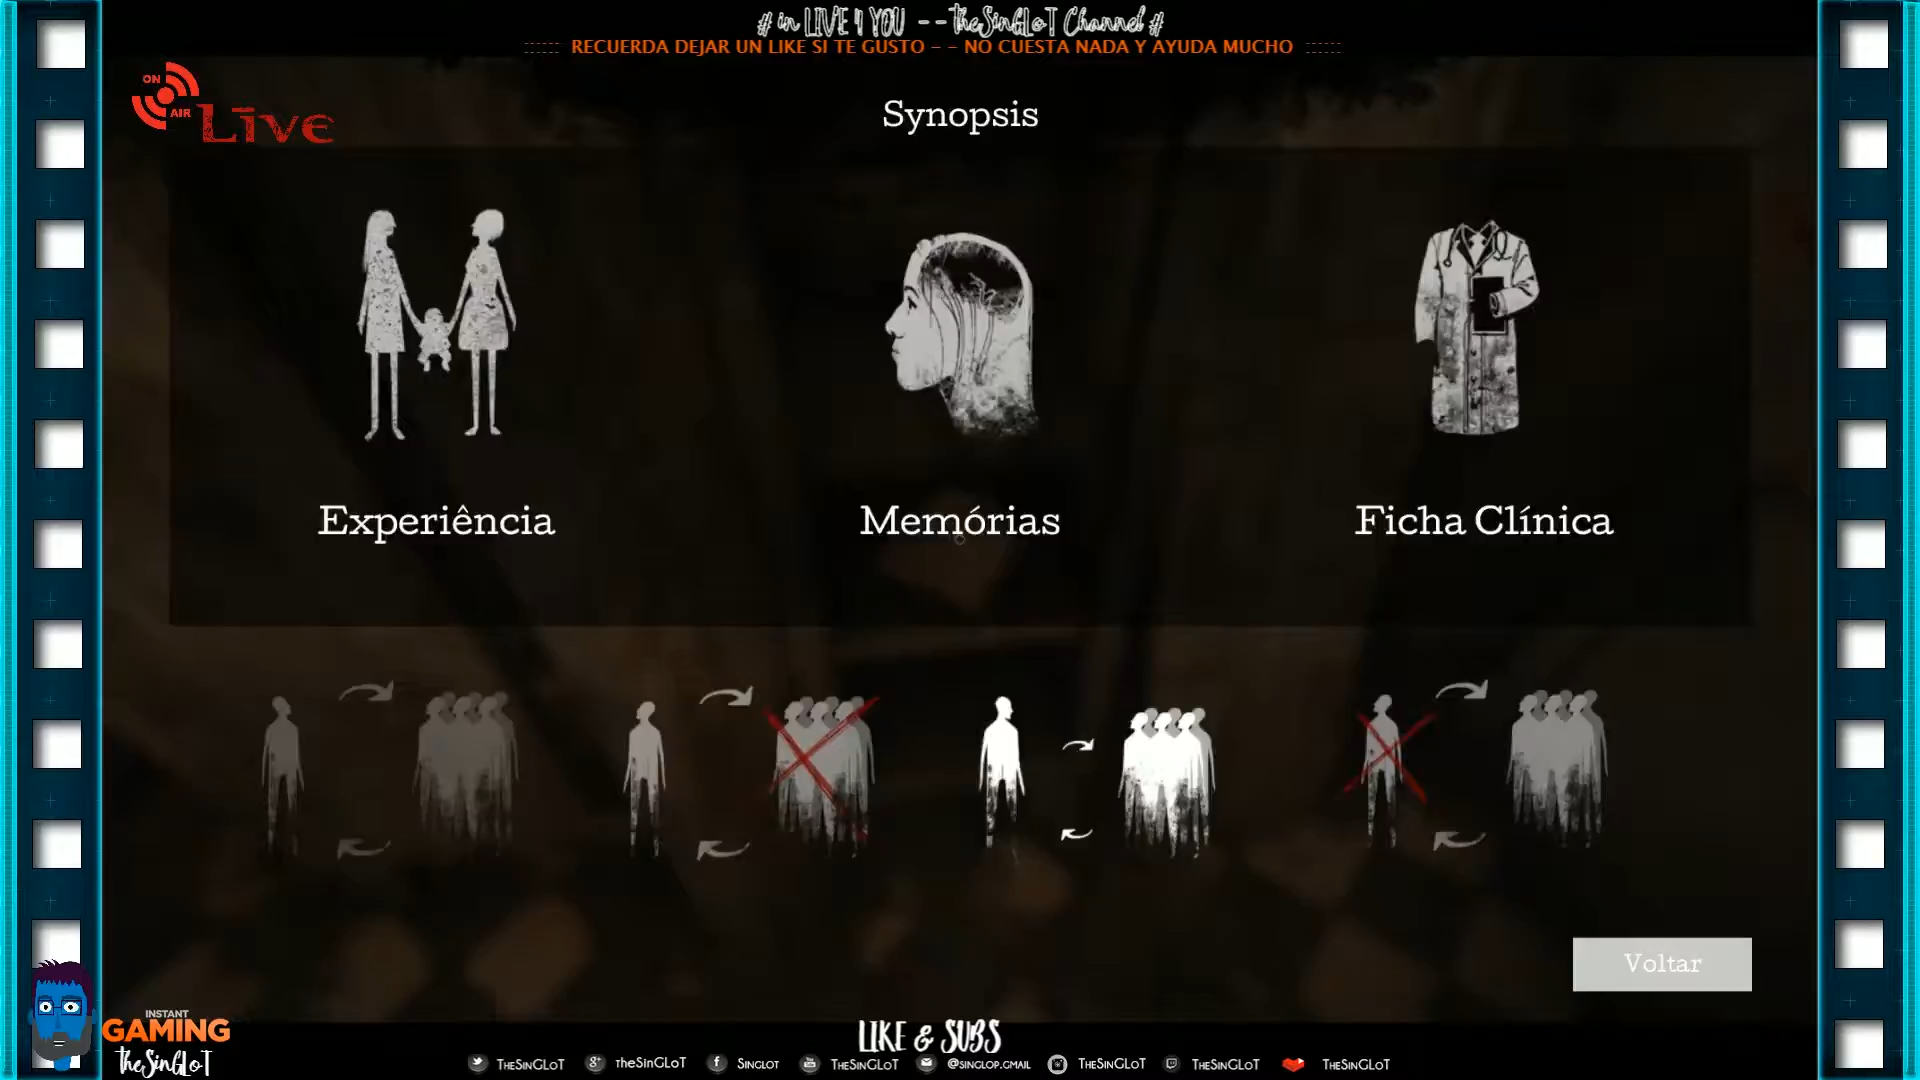 # in LIVE 4 YOU -- theSinGLoT Channel #
:::::: RECUERDA DEJAR UN LIKE SI TE GUSTO - - NO CUESTA NADA Y AYUDA MUCHO ::::::
ON
AIR
Live
Synopsis
Experiência
Memórias
Ficha Clínica
Voltar
INSTANT
GAMING
theSinGLoT
LIKE & SUBS
TheSinGLoT
theSinGLoT
Singlot
TheSinGLoT
@singlop.gmail
TheSinGLoT
TheSinGLoT
TheSinGLoT